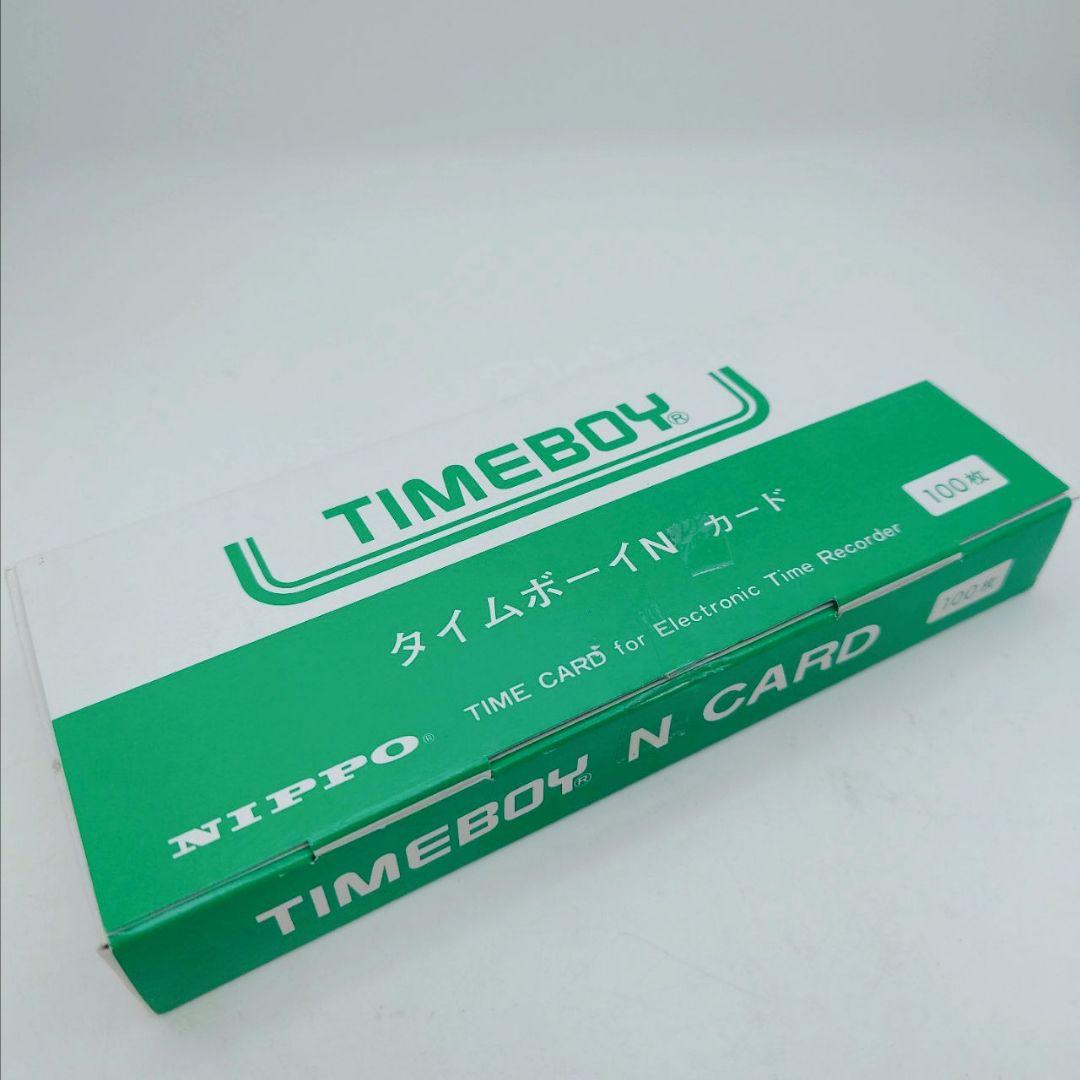 TIMEBOY®
タイムボーイN カード
100枚
TIME CARD for Electronic Time Recorder
NIPPO®
TIMEBOY® N CARD
100枚